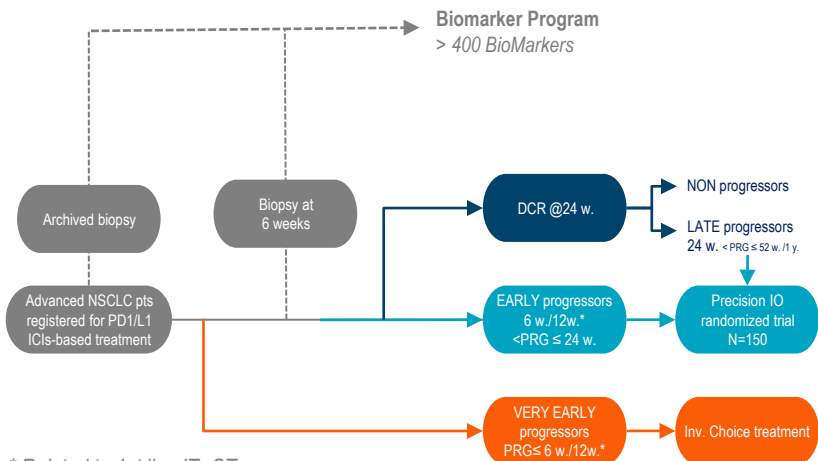 Biomarker Program
> 400 BioMarkers
Archived biopsy
Biopsy at
6 weeks
DCR @24 w.
NON progressors
LATE progressors
24 w. < PRG ≤ 52 w. /1 y.
Advanced NSCLC pts
registered for PD1/L1
ICIs-based treatment
EARLY progressors
6 w./12w.*
<PRG ≤ 24 w.
Precision IO
randomized trial
N=150
VERY EARLY
progressors
PRG≤ 6 w./12w.*
Inv. Choice treatment